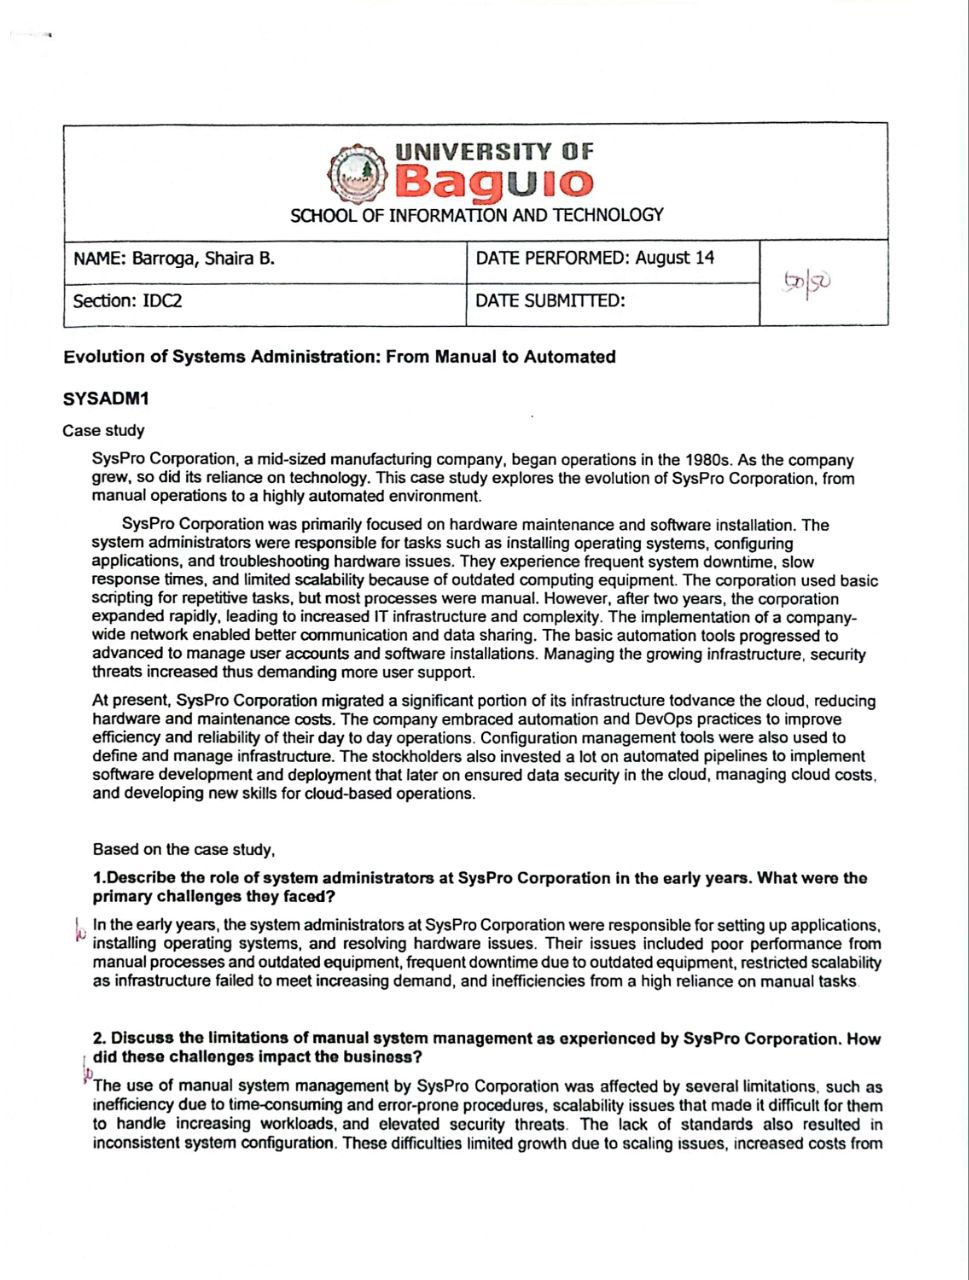 UNIVERSITY OF
Baguio
SCHOOL OF INFORMATION AND TECHNOLOGY
NAME: Barroga, Shaira B.
DATE PERFORMED: August 14
50/50
Section: IDC2
DATE SUBMITTED:
Evolution of Systems Administration: From Manual to Automated
SYSADM1
Case study
SysPro Corporation, a mid-sized manufacturing company, began operations in the 1980s. As the company
grew, so did its reliance on technology. This case study explores the evolution of SysPro Corporation, from
manual operations to a highly automated environment.
SysPro Corporation was primarily focused on hardware maintenance and software installation. The
system administrators were responsible for tasks such as installing operating systems, configuring
applications, and troubleshooting hardware issues. They experience frequent system downtime, slow
response times, and limited scalability because of outdated computing equipment. The corporation used basic
scripting for repetitive tasks, but most processes were manual. However, after two years, the corporation
expanded rapidly, leading to increased IT infrastructure and complexity. The implementation of a company-
wide network enabled better communication and data sharing. The basic automation tools progressed to
advanced to manage user accounts and software installations. Managing the growing infrastructure, security
threats increased thus demanding more user support.
At present, SysPro Corporation migrated a significant portion of its infrastructure todvance the cloud, reducing
hardware and maintenance costs. The company embraced automation and DevOps practices to improve
efficiency and reliability of their day to day operations. Configuration management tools were also used to
define and manage infrastructure. The stockholders also invested a lot on automated pipelines to implement
software development and deployment that later on ensured data security in the cloud, managing cloud costs,
and developing new skills for cloud-based operations.
Based on the case study,
1.Describe the role of system administrators at SysPro Corporation in the early years. What were the
primary challenges they faced?
In the early years, the system administrators at SysPro Corporation were responsible for setting up applications,
installing operating systems, and resolving hardware issues. Their issues included poor performance from
manual processes and outdated equipment, frequent downtime due to outdated equipment, restricted scalability
as infrastructure failed to meet increasing demand, and inefficiencies from a high reliance on manual tasks
2. Discuss the limitations of manual system management as experienced by SysPro Corporation. How
did these challenges impact the business?
The use of manual system management by SysPro Corporation was affected by several limitations, such as
inefficiency due to time-consuming and error-prone procedures, scalability issues that made it difficult for them
to handle increasing workloads, and elevated security threats. The lack of standards also resulted in
inconsistent system configuration. These difficulties limited growth due to scaling issues, increased costs from